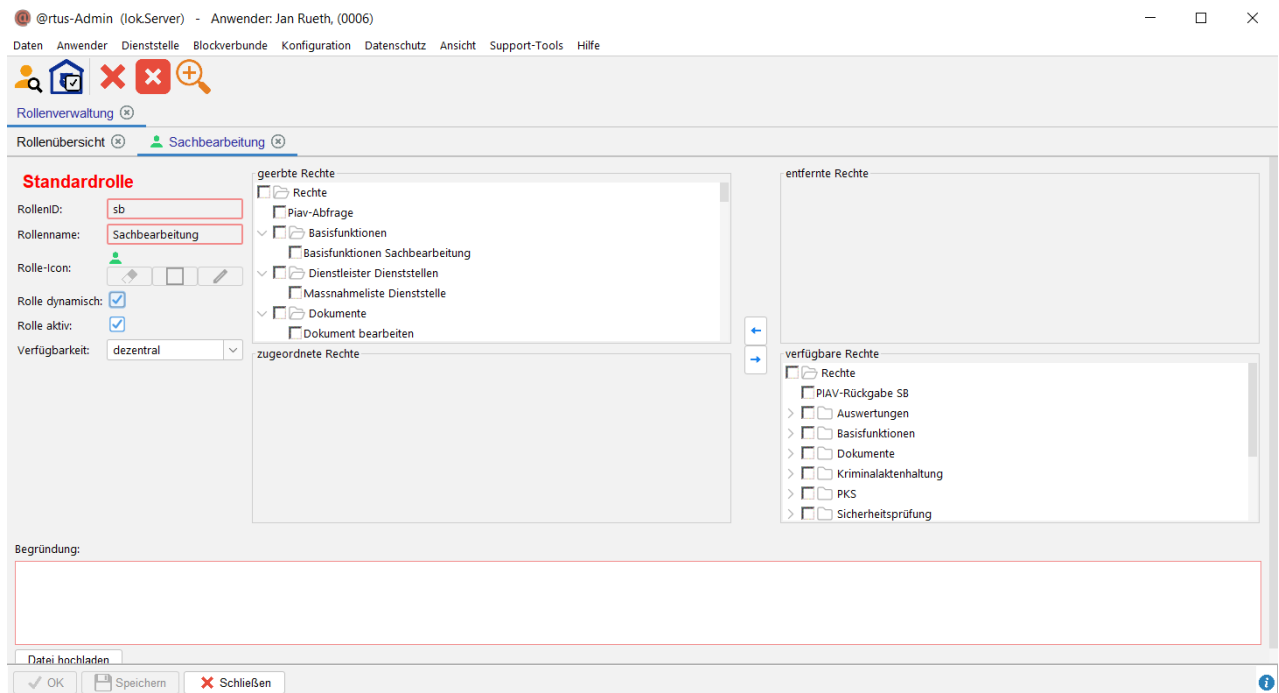 @rtus-Admin (lok.Server) - Anwender: Jan Rueth, (0006)
Daten Anwender Dienststelle Blockverbunde Konfiguration Datenschutz Ansicht Support-Tools Hilfe
Rollenverwaltung
Rollenübersicht Sachbearbeitung
Standardrolle
RollenID: sb
Rollenname: Sachbearbeitung
Rolle-Icon:
Rolle dynamisch:
Rolle aktiv:
Verfügbarkeit: dezentral
geerbte Rechte
Rechte
Piav-Abfrage
Basisfunktionen
Basisfunktionen Sachbearbeitung
Dienstleister Dienststellen
Massnahmeliste Dienststelle
Dokumente
Dokument bearbeiten
zugeordnete Rechte
entfernte Rechte
verfügbare Rechte
Rechte
PIAV-Rückgabe SB
Auswertungen
Basisfunktionen
Dokumente
Kriminalaktenhaltung
PKS
Sicherheitsprüfung
Begründung:
Datei hochladen
OK Speichern Schließen